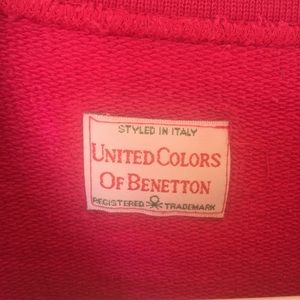 STYLED IN ITALY
UNITED COLORS
OF BENETTON
REGISTERED TRADEMARK